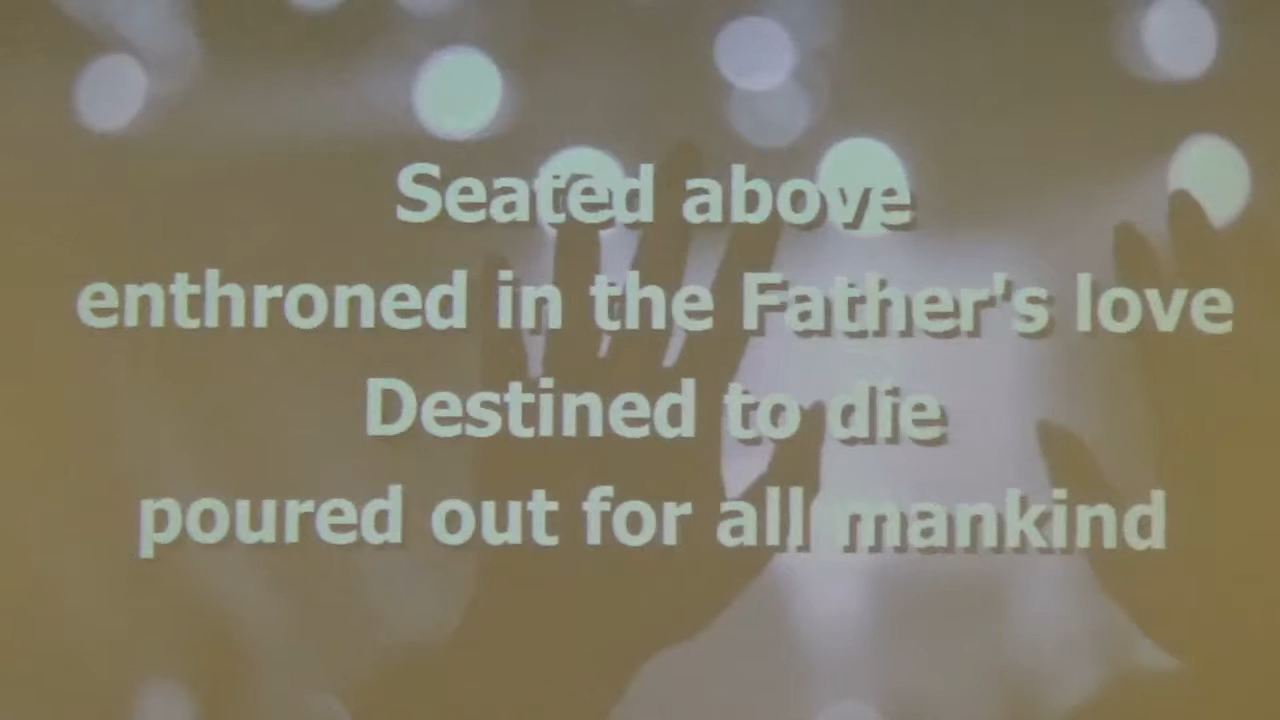 Seated above
enthroned in the Father's love
Destined to die
poured out for all mankind